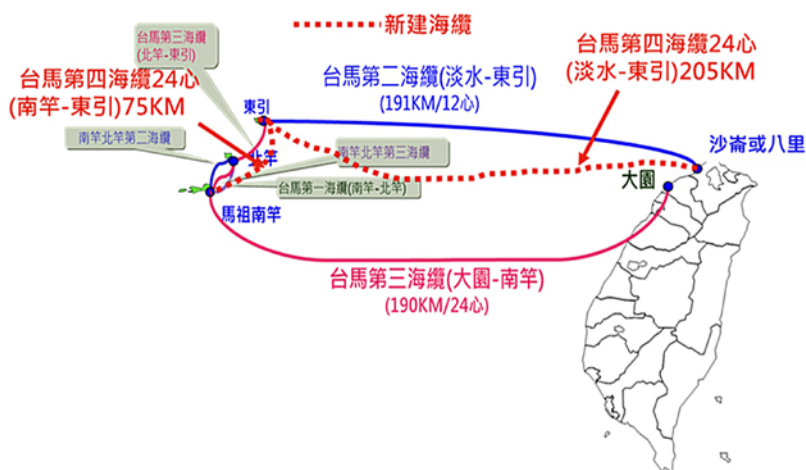 新建海纜
台馬第三海纜
(北竿-東引)
台馬第四海纜24心
(南竿-東引)75KM
台馬第二海纜(淡水-東引)
(191KM/12心)
台馬第四海纜24心
(淡水-東引)205KM
東引
南竿北竿第二海纜
北竿
南竿北竿第三海纜
沙崙或八里
台馬第一海纜(南竿-北竿)
大園
馬祖南竿
台馬第三海纜(大園-南竿)
(190KM/24心)